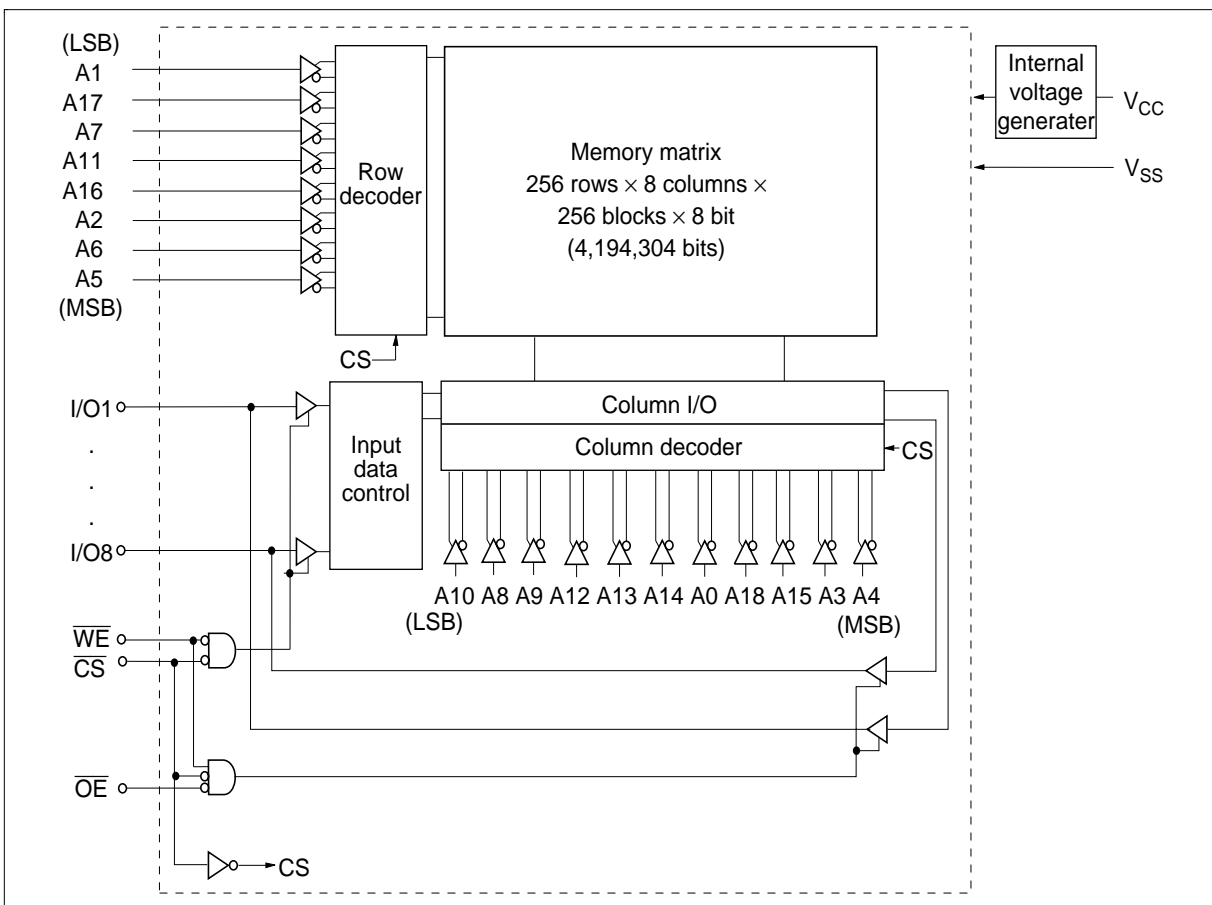 (LSB)
A1
A17
A7
A11
A16
A2
A6
A5
(MSB)
Row
decoder
CS
Memory matrix
256 rows × 8 columns ×
256 blocks × 8 bit
(4,194,304 bits)
Internal
voltage
generater
VCC
VSS
I/O1
.
.
.
I/O8
Input
data
control
Column I/O
Column decoder
CS
A10 A8 A9 A12 A13 A14 A0 A18 A15 A3 A4
(LSB) (MSB)
WE
CS
OE
CS